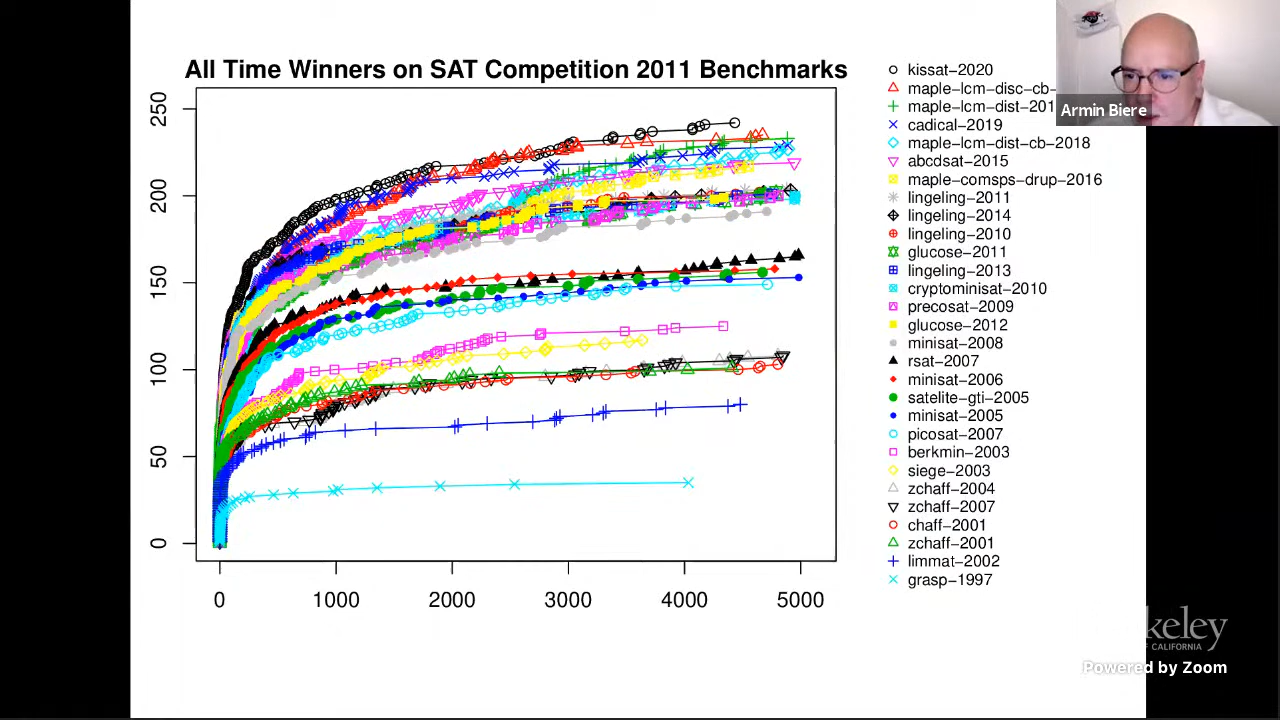 All Time Winners on SAT Competition 2011 Benchmarks
250
200
150
100
50
0
0 1000 2000 3000 4000 5000
kissat−2020
maple−lcm−disc−cb−
maple−lcm−dist−201
cadical−2019
maple−lcm−dist−cb−2018
abcdsat−2015
maple−comsps−drup−2016
lingeling−2011
lingeling−2014
lingeling−2010
glucose−2011
lingeling−2013
cryptominisat−2010
precosat−2009
glucose−2012
minisat−2008
rsat−2007
minisat−2006
satelite−gti−2005
minisat−2005
picosat−2007
berkmin−2003
siege−2003
zchaff−2004
zchaff−2007
chaff−2001
zchaff−2001
limmat−2002
grasp−1997
Armin Biere
keley
F CALIFORNIA
Powered by Zoom